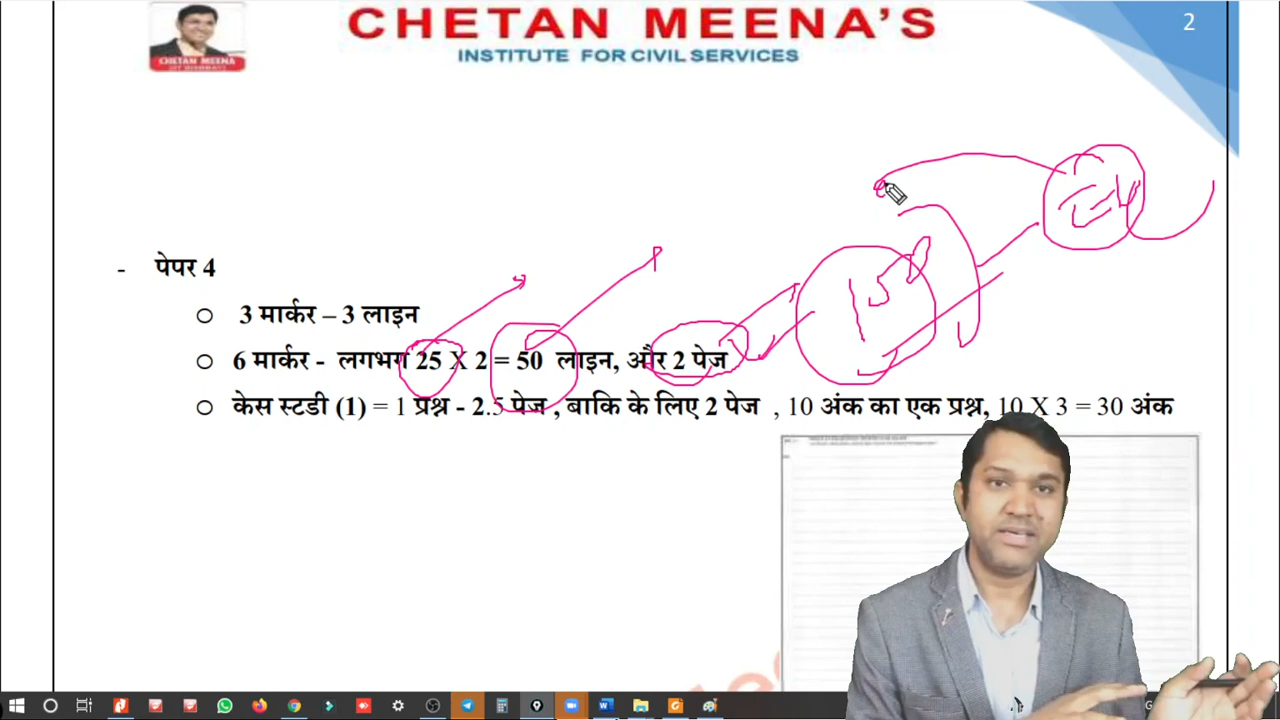 CHETAN MEENA'S
2
INSTITUTE FOR CIVIL SERVICES
CHETAN MEENA
- पेपर 4
○ 3 मार्कर – 3 लाइन
○ 6 मार्कर - लगभग 25 X 2 = 50 लाइन, और 2 पेज
○ केस स्टडी (1) = 1 प्रश्न - 2.5 पेज , बाकि के लिए 2 पेज , 10 अंक का एक प्रश्न, 10 X 3 = 30 अंक